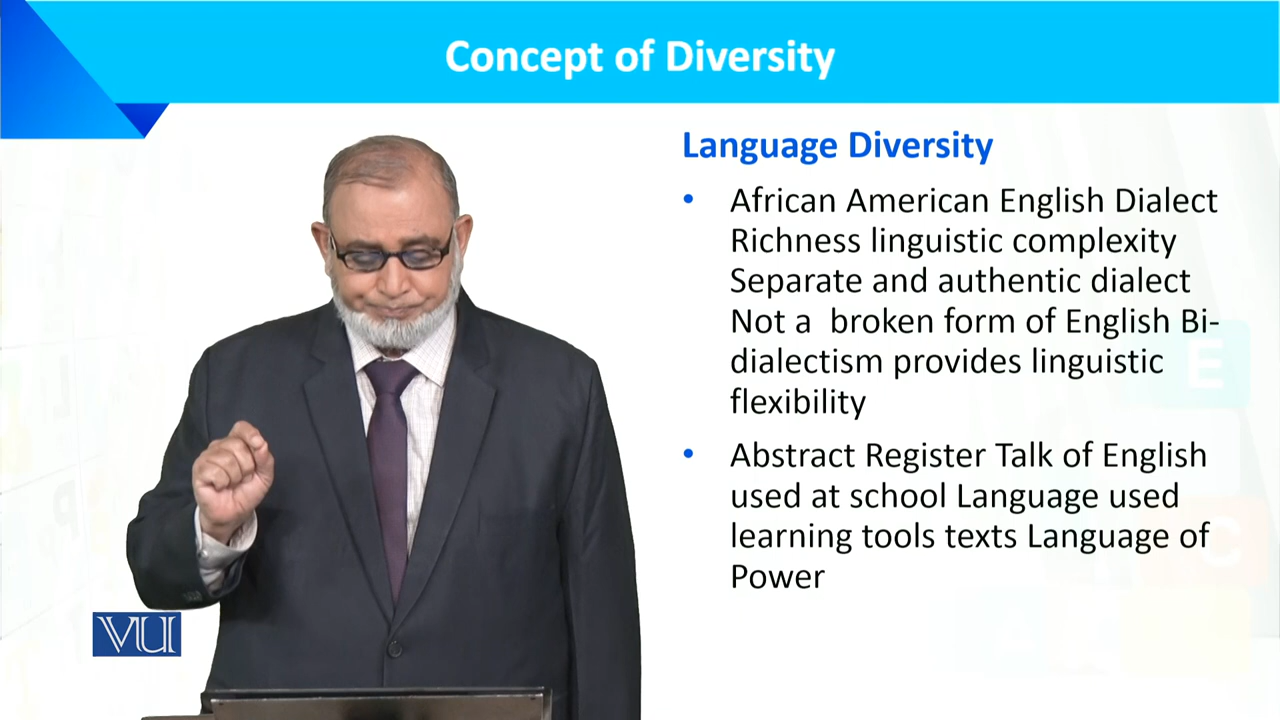 Concept of Diversity
Language Diversity
• African American English Dialect
Richness linguistic complexity
Separate and authentic dialect
Not a broken form of English Bi-
dialectism provides linguistic
flexibility
• Abstract Register Talk of English
used at school Language used
learning tools texts Language of
Power
VU
E
C